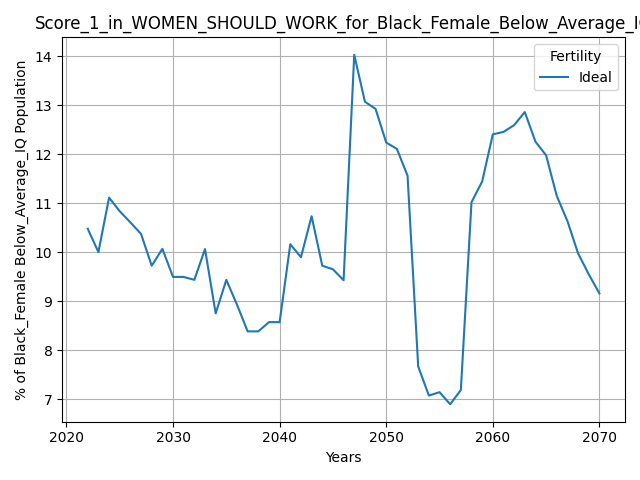 Score_1_in_WOMEN_SHOULD_WORK_for_Black_Female_Below_Average_I
Fertility
Ideal
% of Black_Female Below_Average_IQ Population
14
13
12
11
10
9
8
7
2020 2030 2040 2050 2060 2070
Years